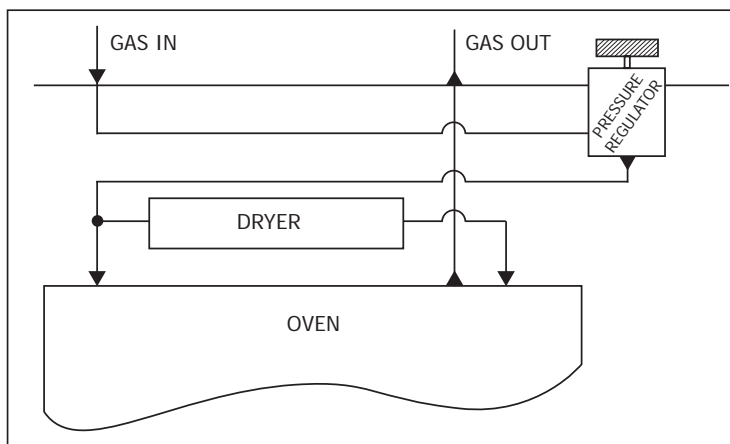 GAS IN
GAS OUT
PRESSURE
REGULATOR
DRYER
OVEN